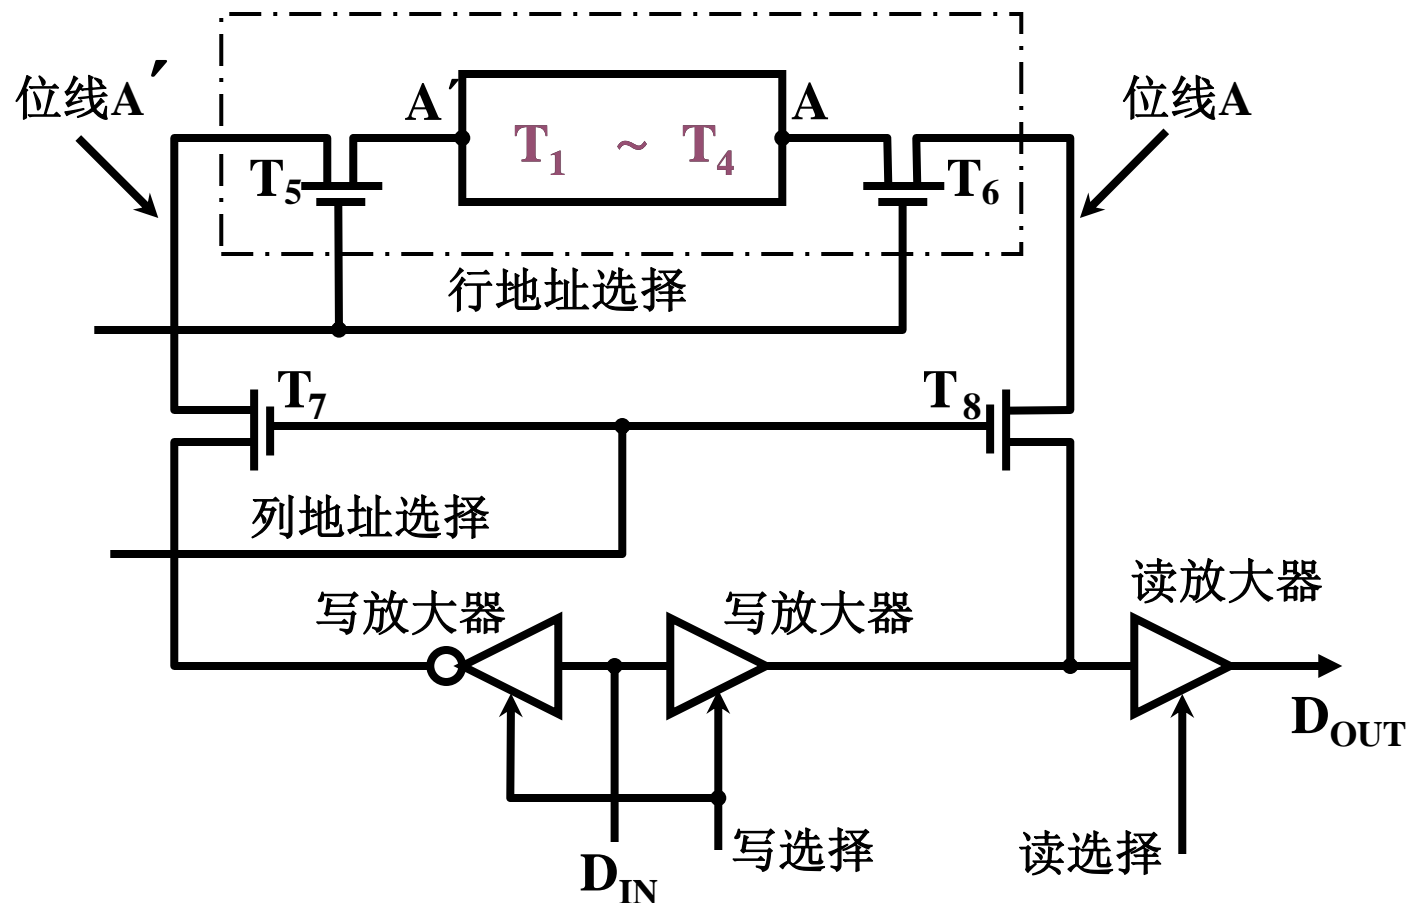 位线A′
A′
A
位线A
T1 ~ T4
T5
T6
行地址选择
T7
T8
列地址选择
写放大器
写放大器
读放大器
DOUT
写选择
读选择
DIN